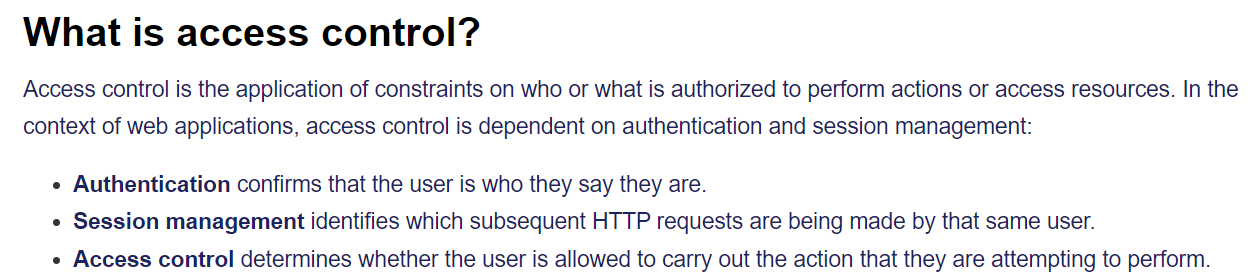 What is access control?
Access control is the application of constraints on who or what is authorized to perform actions or access resources. In the
context of web applications, access control is dependent on authentication and session management:
• Authentication confirms that the user is who they say they are.
• Session management identifies which subsequent HTTP requests are being made by that same user.
• Access control determines whether the user is allowed to carry out the action that they are attempting to perform.